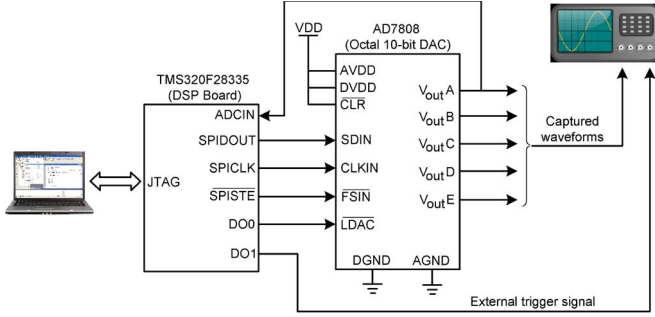 AD7808
(Octal 10-bit DAC)
VDD
TMS320F28335
(DSP Board)
AVDD
DVDD
CLR
ADCIN
SPIDOUT
SPICLK
SPISTE
DO0
DO1
JTAG
SDIN
CLKIN
FSIN
LDAC
VoutA
VoutB
VoutC
VoutD
VoutE
Captured
waveforms
DGND
AGND
External trigger signal